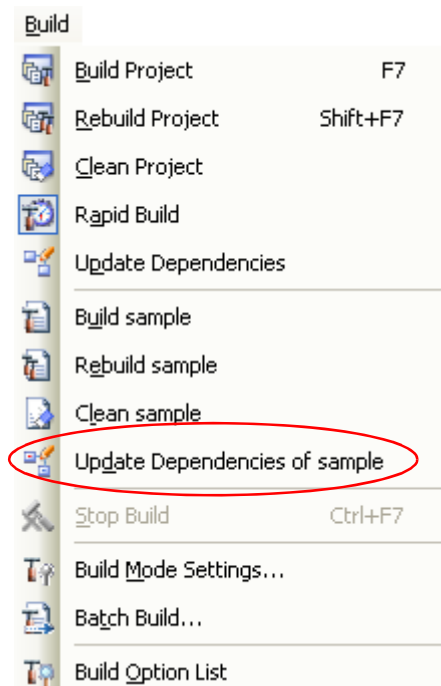 Build
Build Project F7
Rebuild Project Shift+F7
Clean Project
Rapid Build
Update Dependencies
Build sample
Rebuild sample
Clean sample
Update Dependencies of sample
Stop Build Ctrl+F7
Build Mode Settings...
Batch Build...
Build Option List